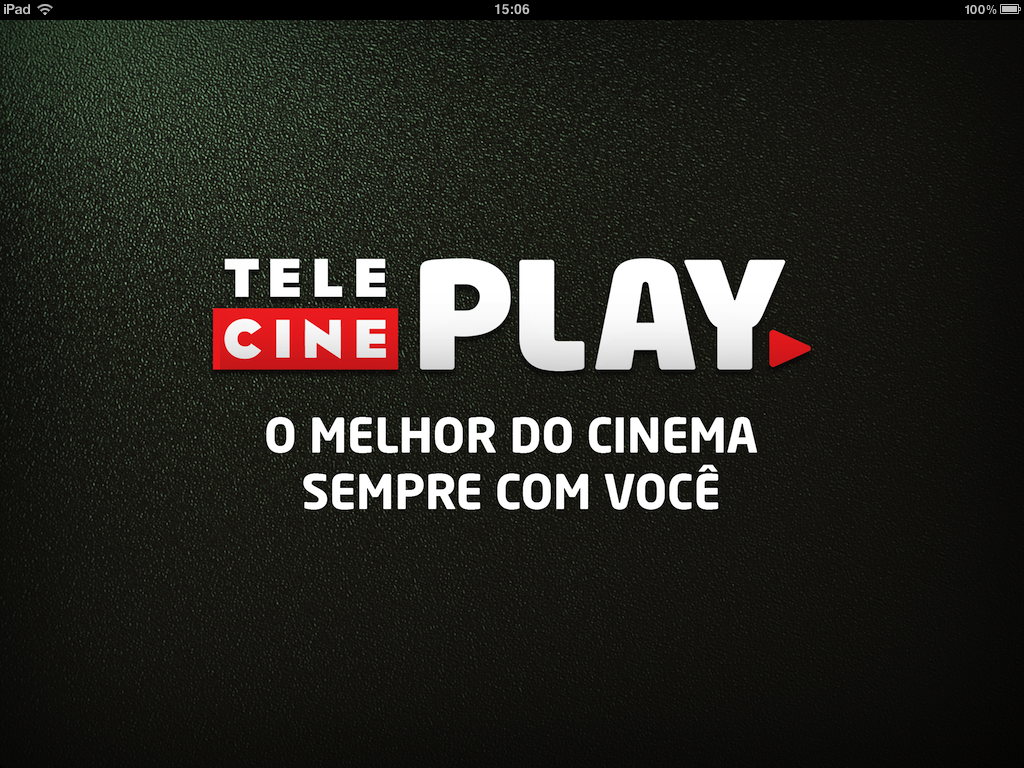 iPad 15:06 100%
TELE
CINE PLAY
O MELHOR DO CINEMA
SEMPRE COM VOCÊ